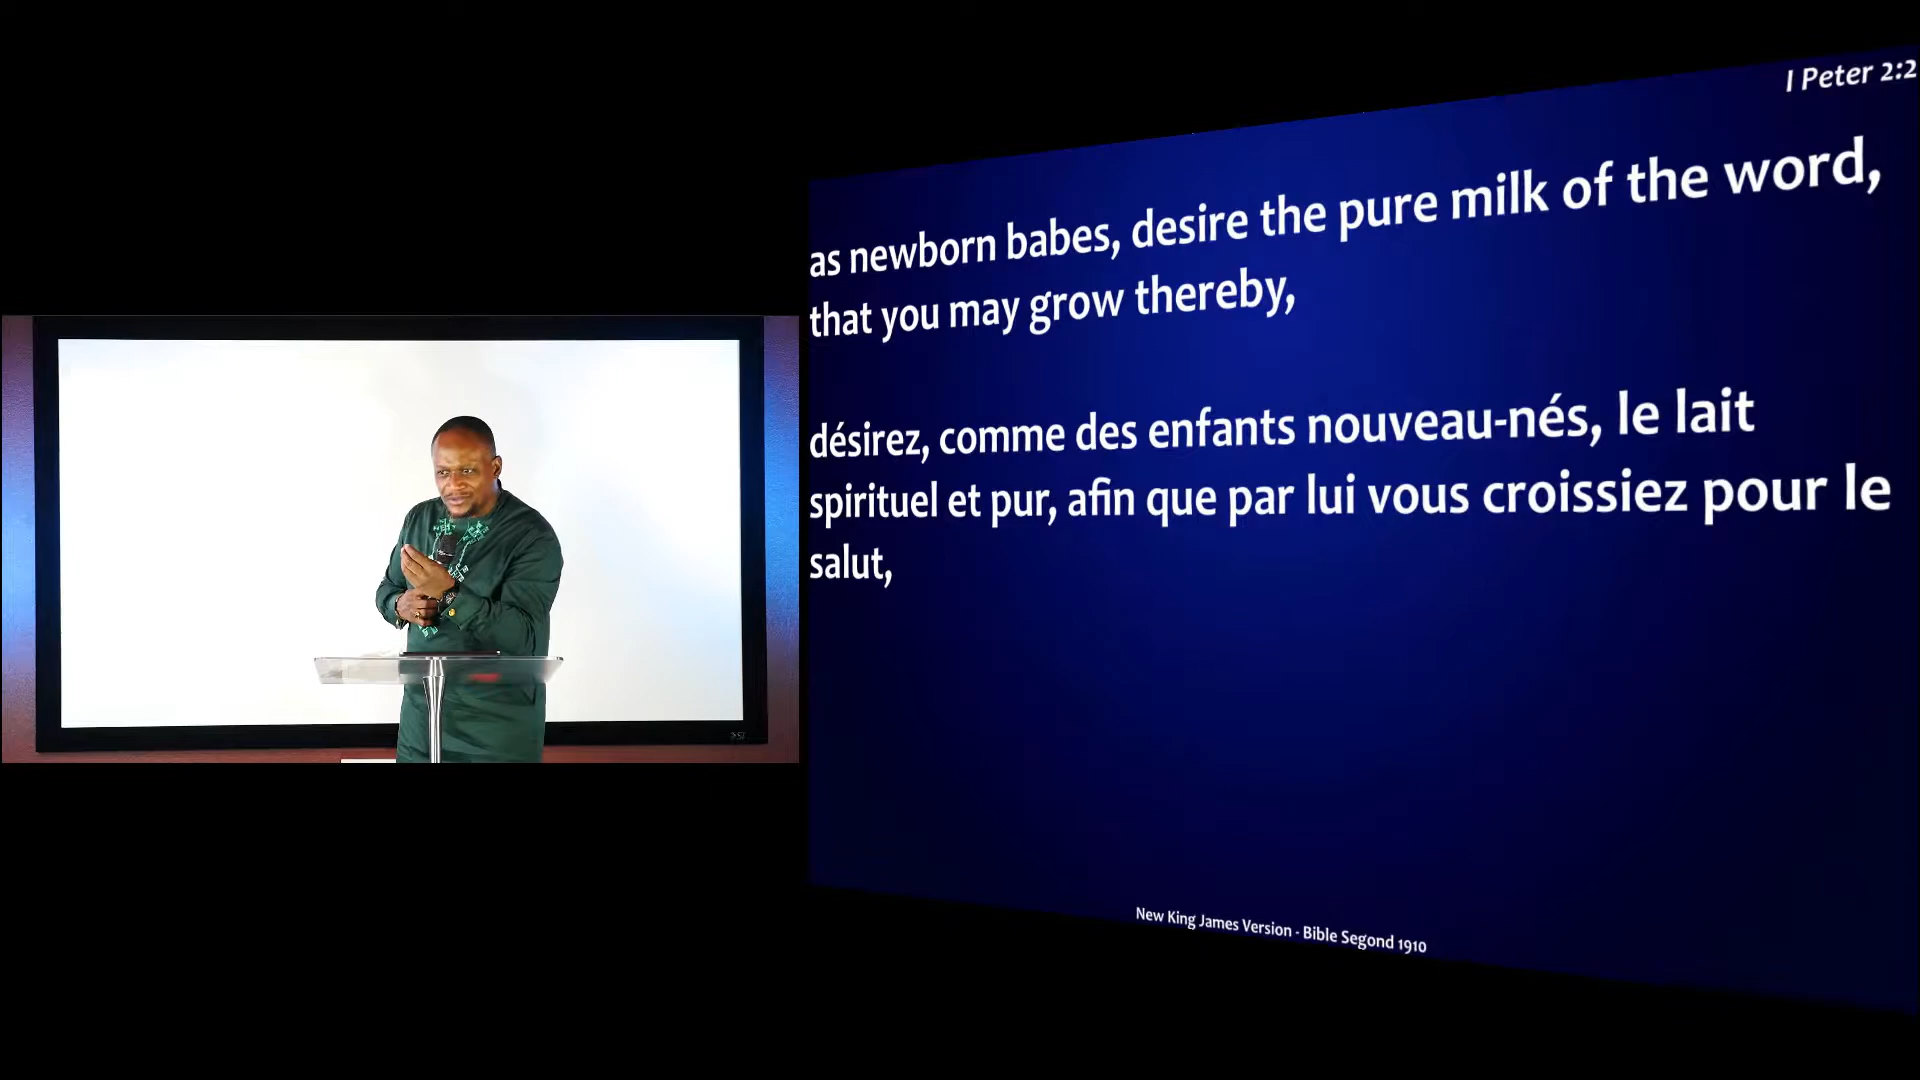 I Peter 2:2
as newborn babes, desire the pure milk of the word,
that you may grow thereby,
désirez, comme des enfants nouveau-nés, le lait
spirituel et pur, afin que par lui vous croissiez pour le
salut,
New King James Version - Bible Segond 1910